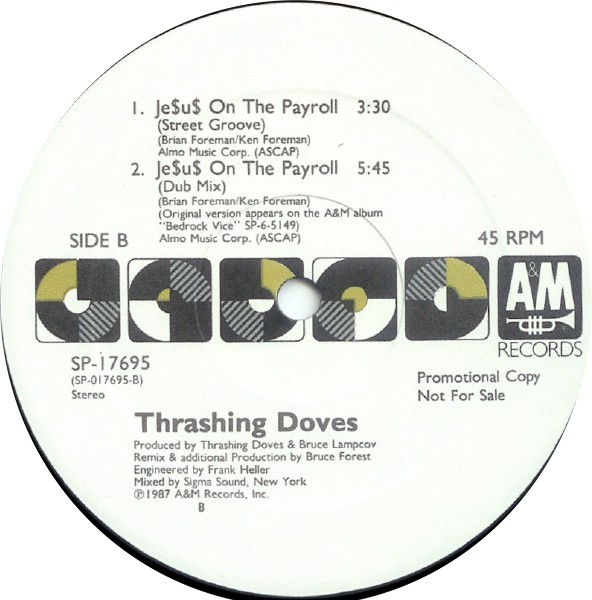 1. Je$u$ On The Payroll 3:30
(Street Groove)
(Brian Foreman/Ken Foreman)
Almo Music Corp. (ASCAP)
2. Je$u$ On The Payroll 5:45
(Dub Mix)
(Brian Foreman/Ken Foreman)
(Original version appears on the A&M album
"Bedrock Vice" SP-6-5149)
Almo Music Corp. (ASCAP)
SIDE B
45 RPM
A&M
RECORDS
SP-17695
(SP-017695-B)
Stereo
Promotional Copy
Not For Sale
Thrashing Doves
Produced by Thrashing Doves & Bruce Lampcov
Remix & additional Production by Bruce Forest
Engineered by Frank Heller
Mixed by Sigma Sound, New York
℗1987 A&M Records, Inc.
B